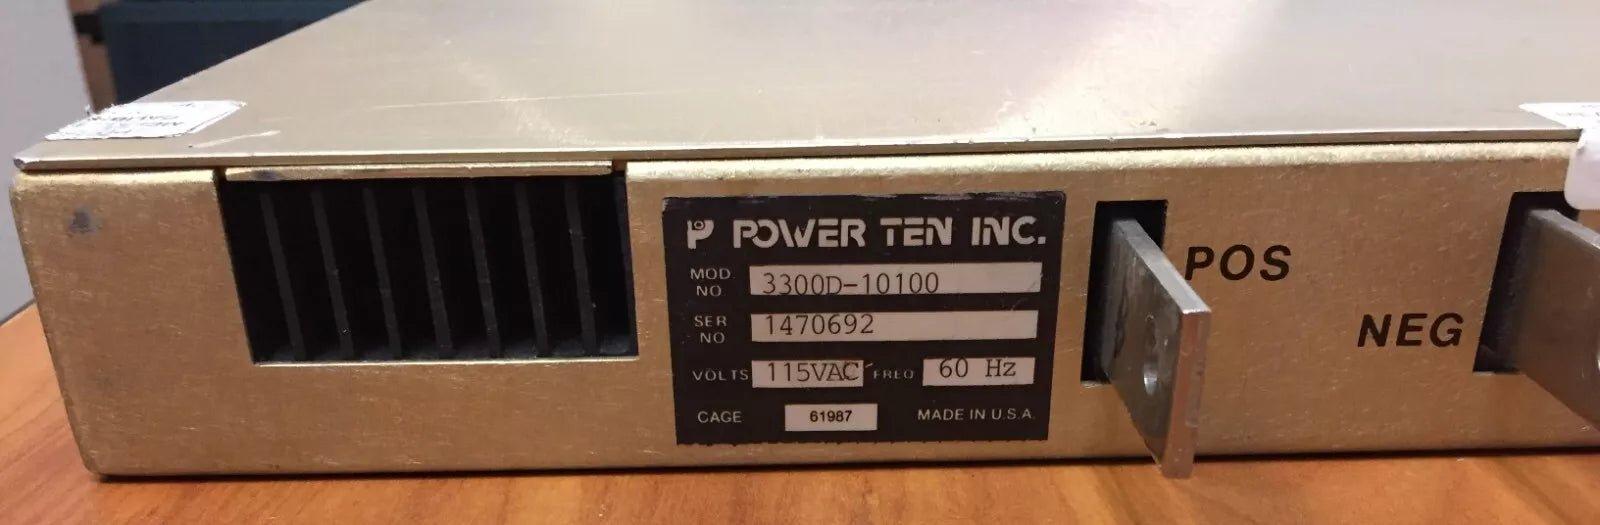 POWER TEN INC.
MOD NO 3300D-10100
SER NO 1470692
VOLTS 115VAC FREQ 60 Hz
CAGE 61987 MADE IN U.S.A.
POS
NEG